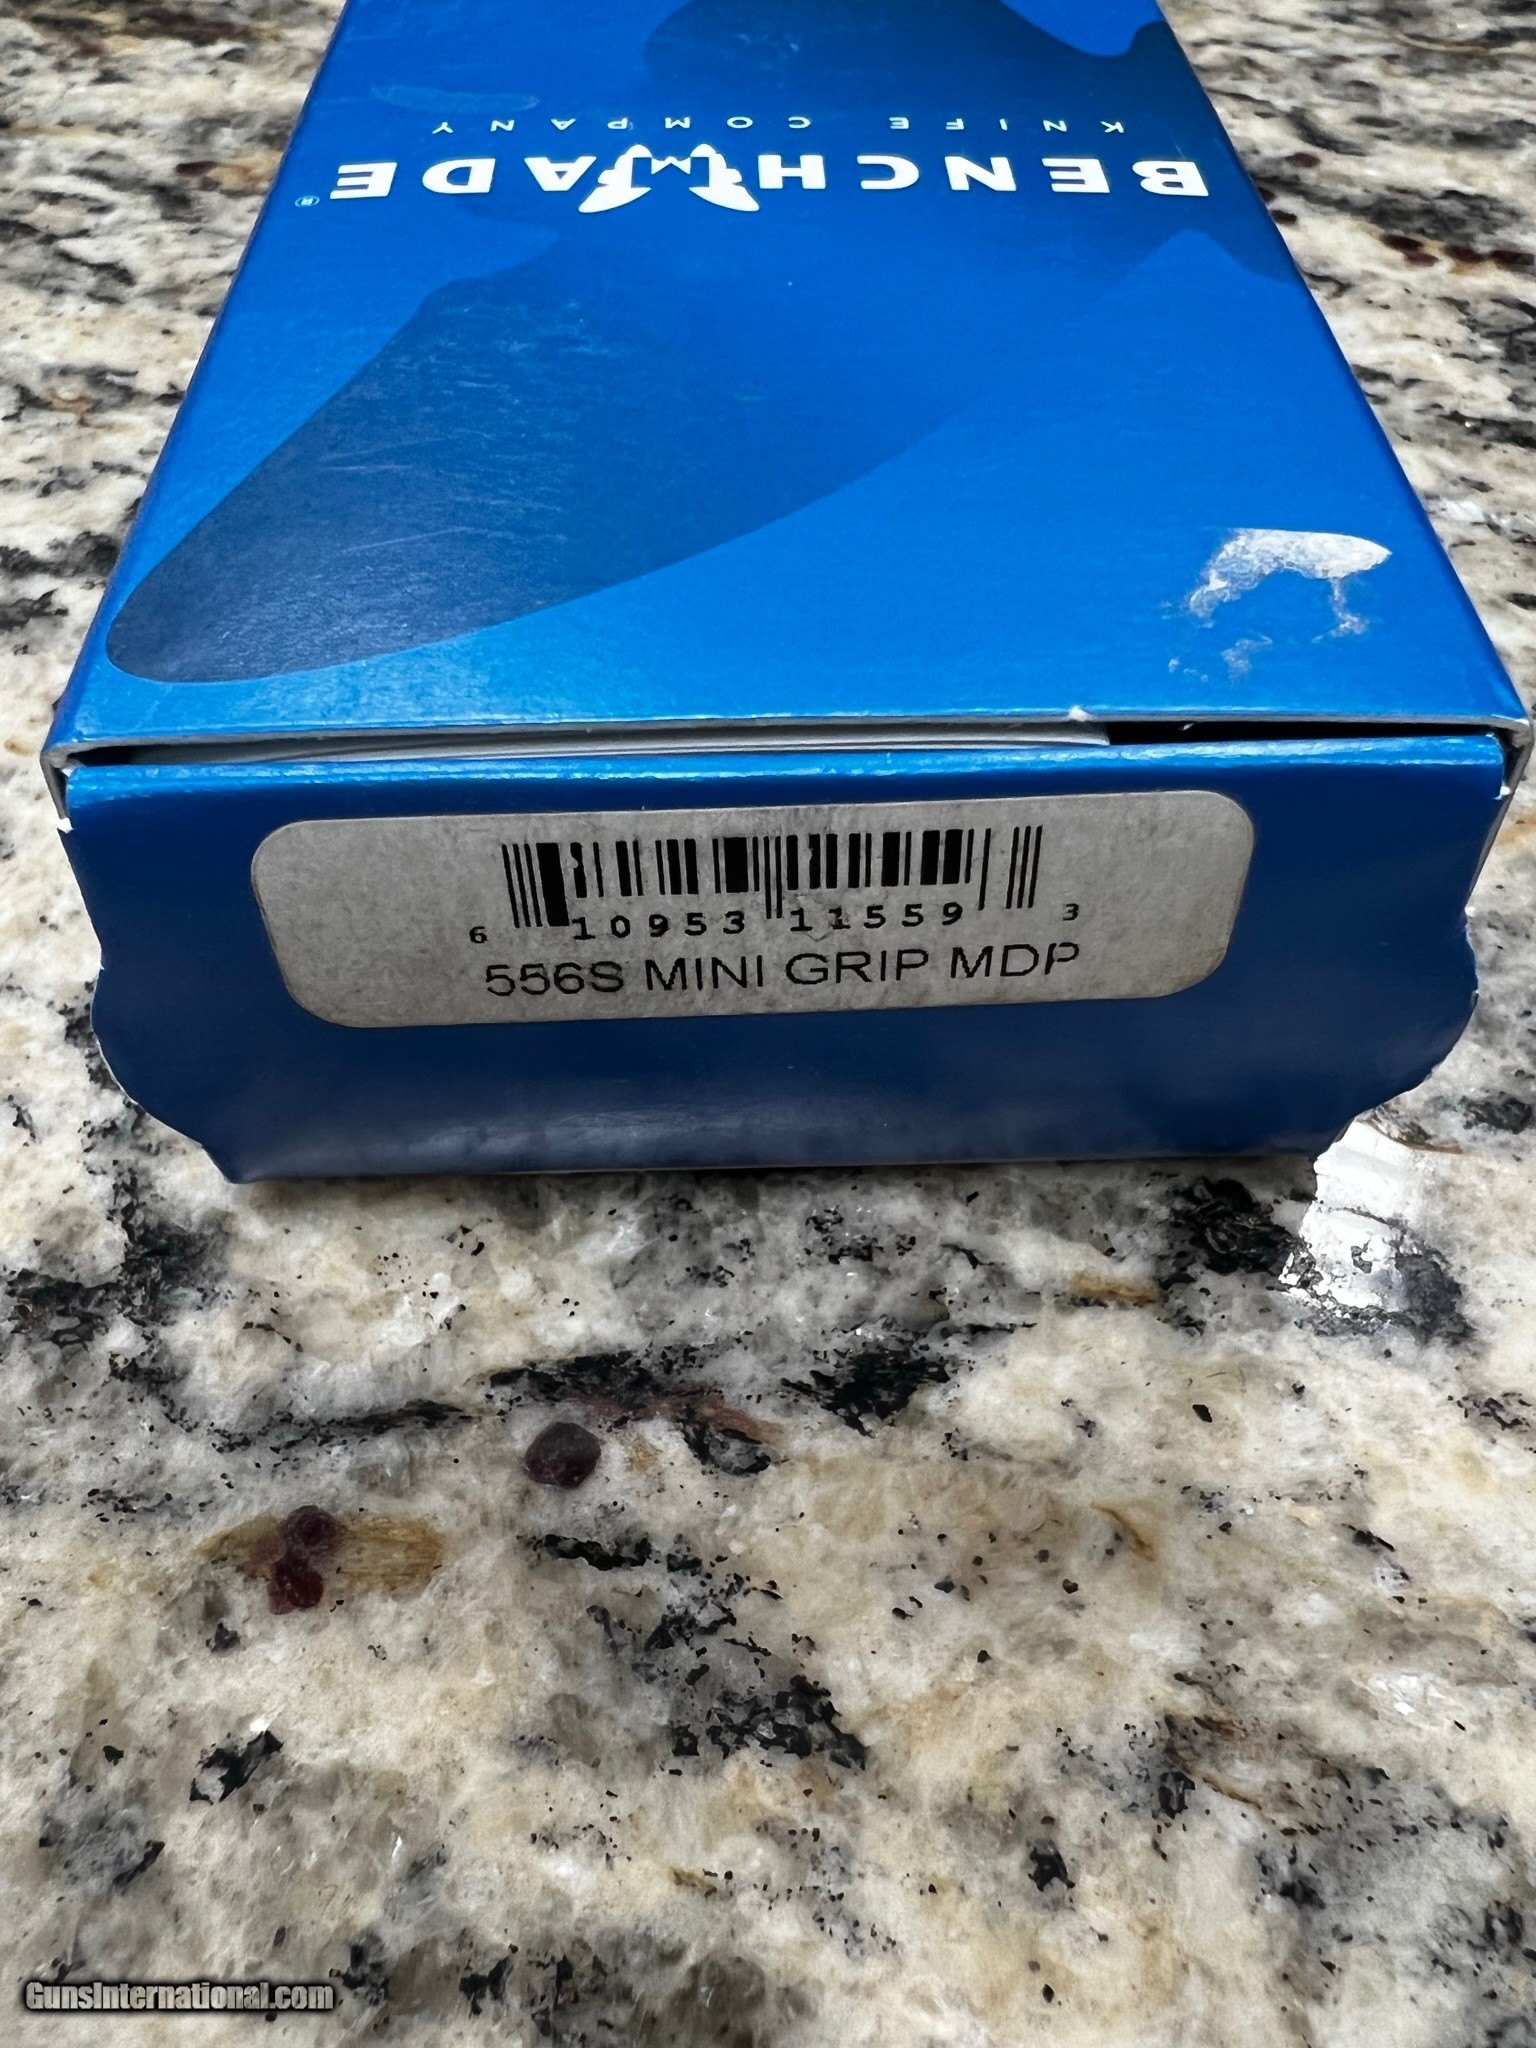 BENCHMADE®
KNIFE COMPANY
6 10953 11559 3
556S MINI GRIP MDP
GunsInternational.com